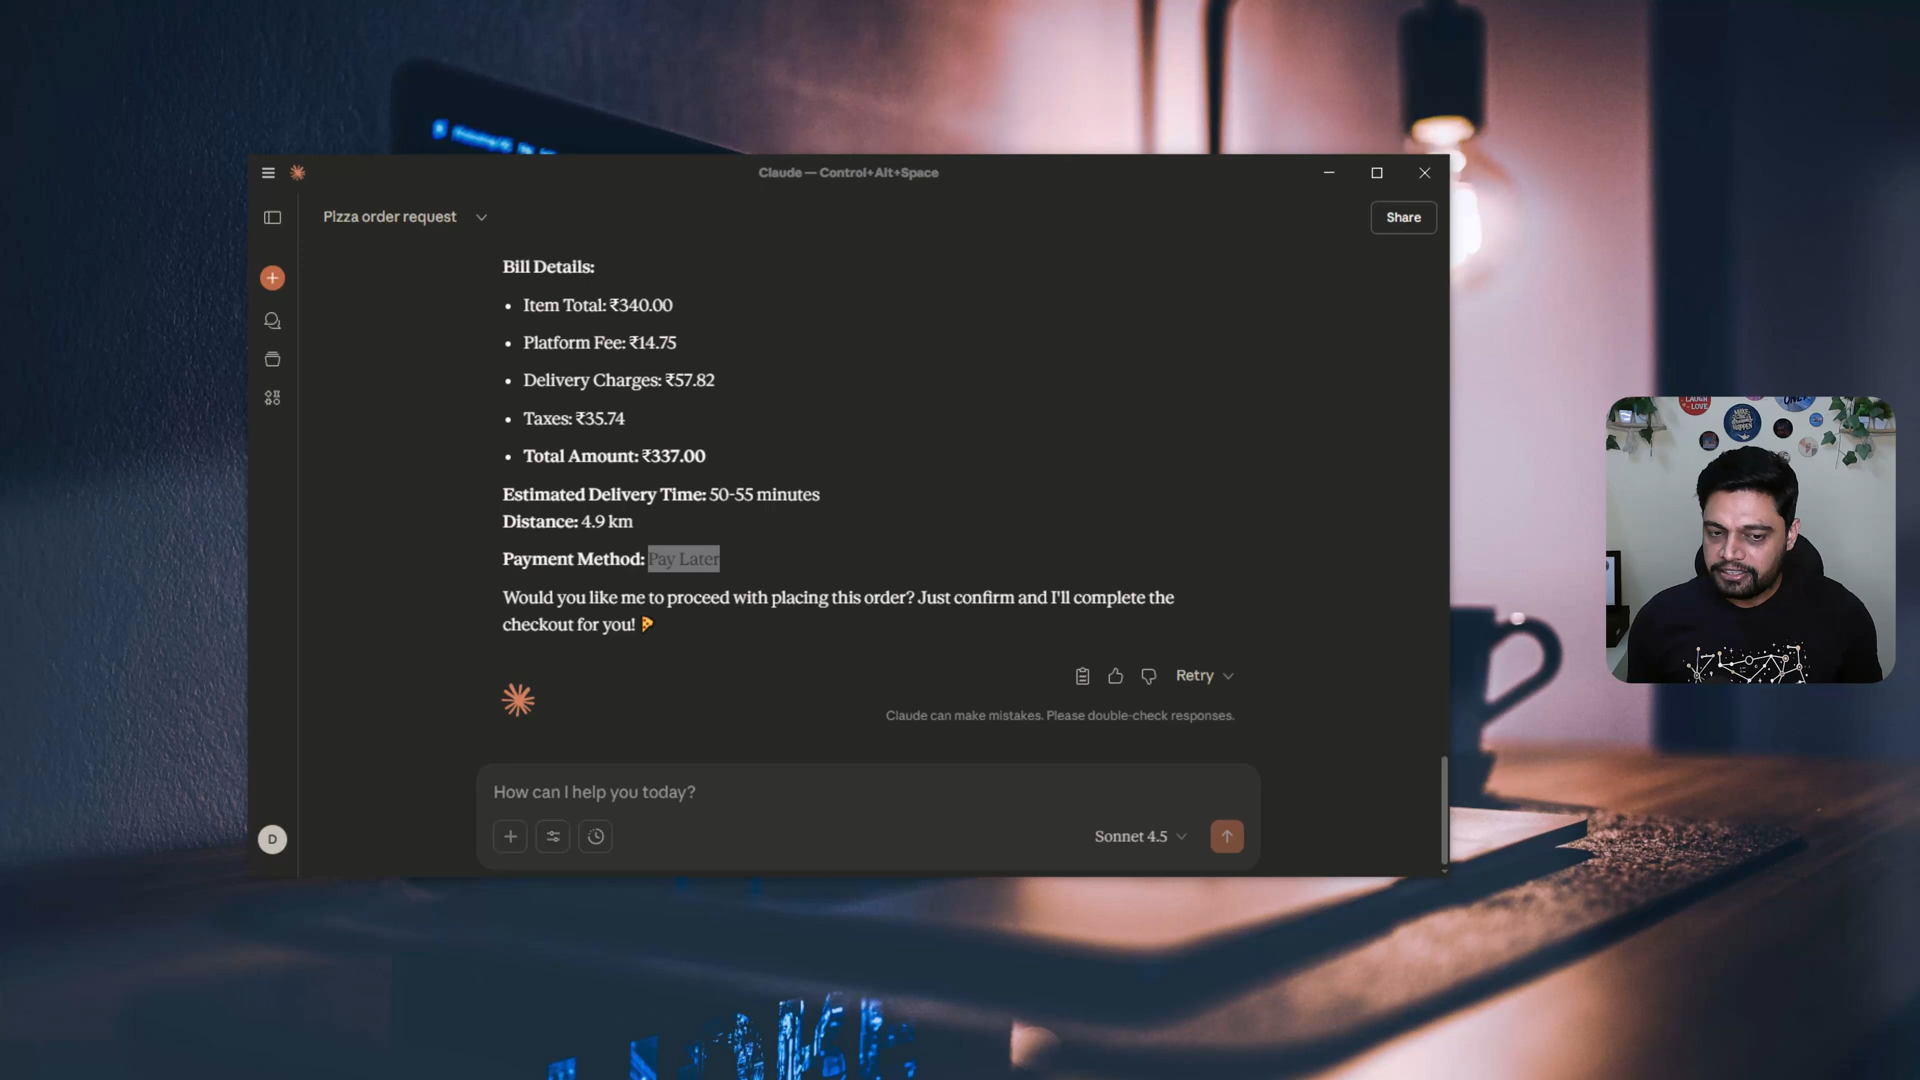 Claude — Control+Alt+Space
Pizza order request
Share
Bill Details:
• Item Total: ₹340.00
• Platform Fee: ₹14.75
• Delivery Charges: ₹57.82
• Taxes: ₹35.74
• Total Amount: ₹337.00
Estimated Delivery Time: 50-55 minutes
Distance: 4.9 km
Payment Method: Pay Later
Would you like me to proceed with placing this order? Just confirm and I'll complete the
checkout for you!
Retry
Claude can make mistakes. Please double-check responses.
How can I help you today?
Sonnet 4.5
D
LAUGH
LOVE